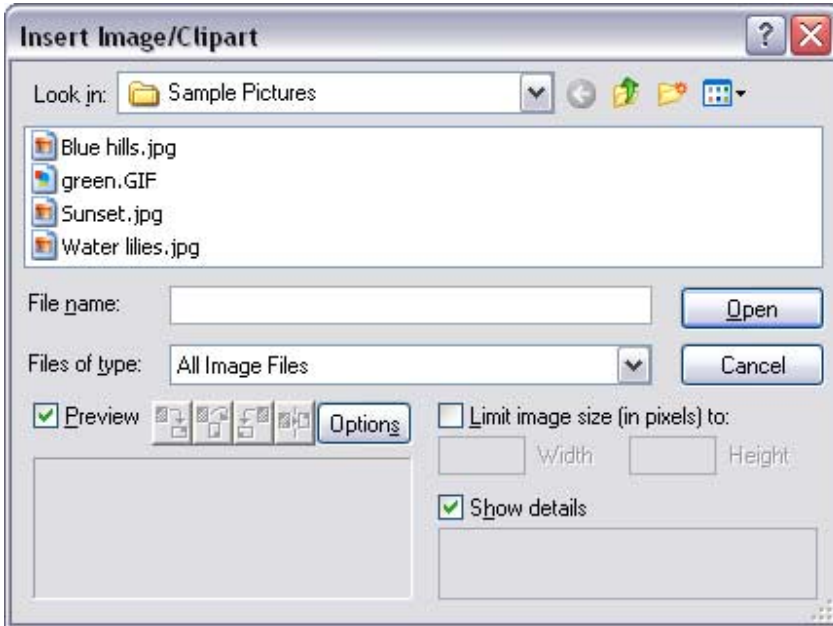 Insert Image/Clipart
Look in: Sample Pictures
Blue hills.jpg
green.GIF
Sunset.jpg
Water lilies.jpg
File name: Open
Files of type: All Image Files Cancel
Preview Options Limit image size (in pixels) to:
Width Height
Show details